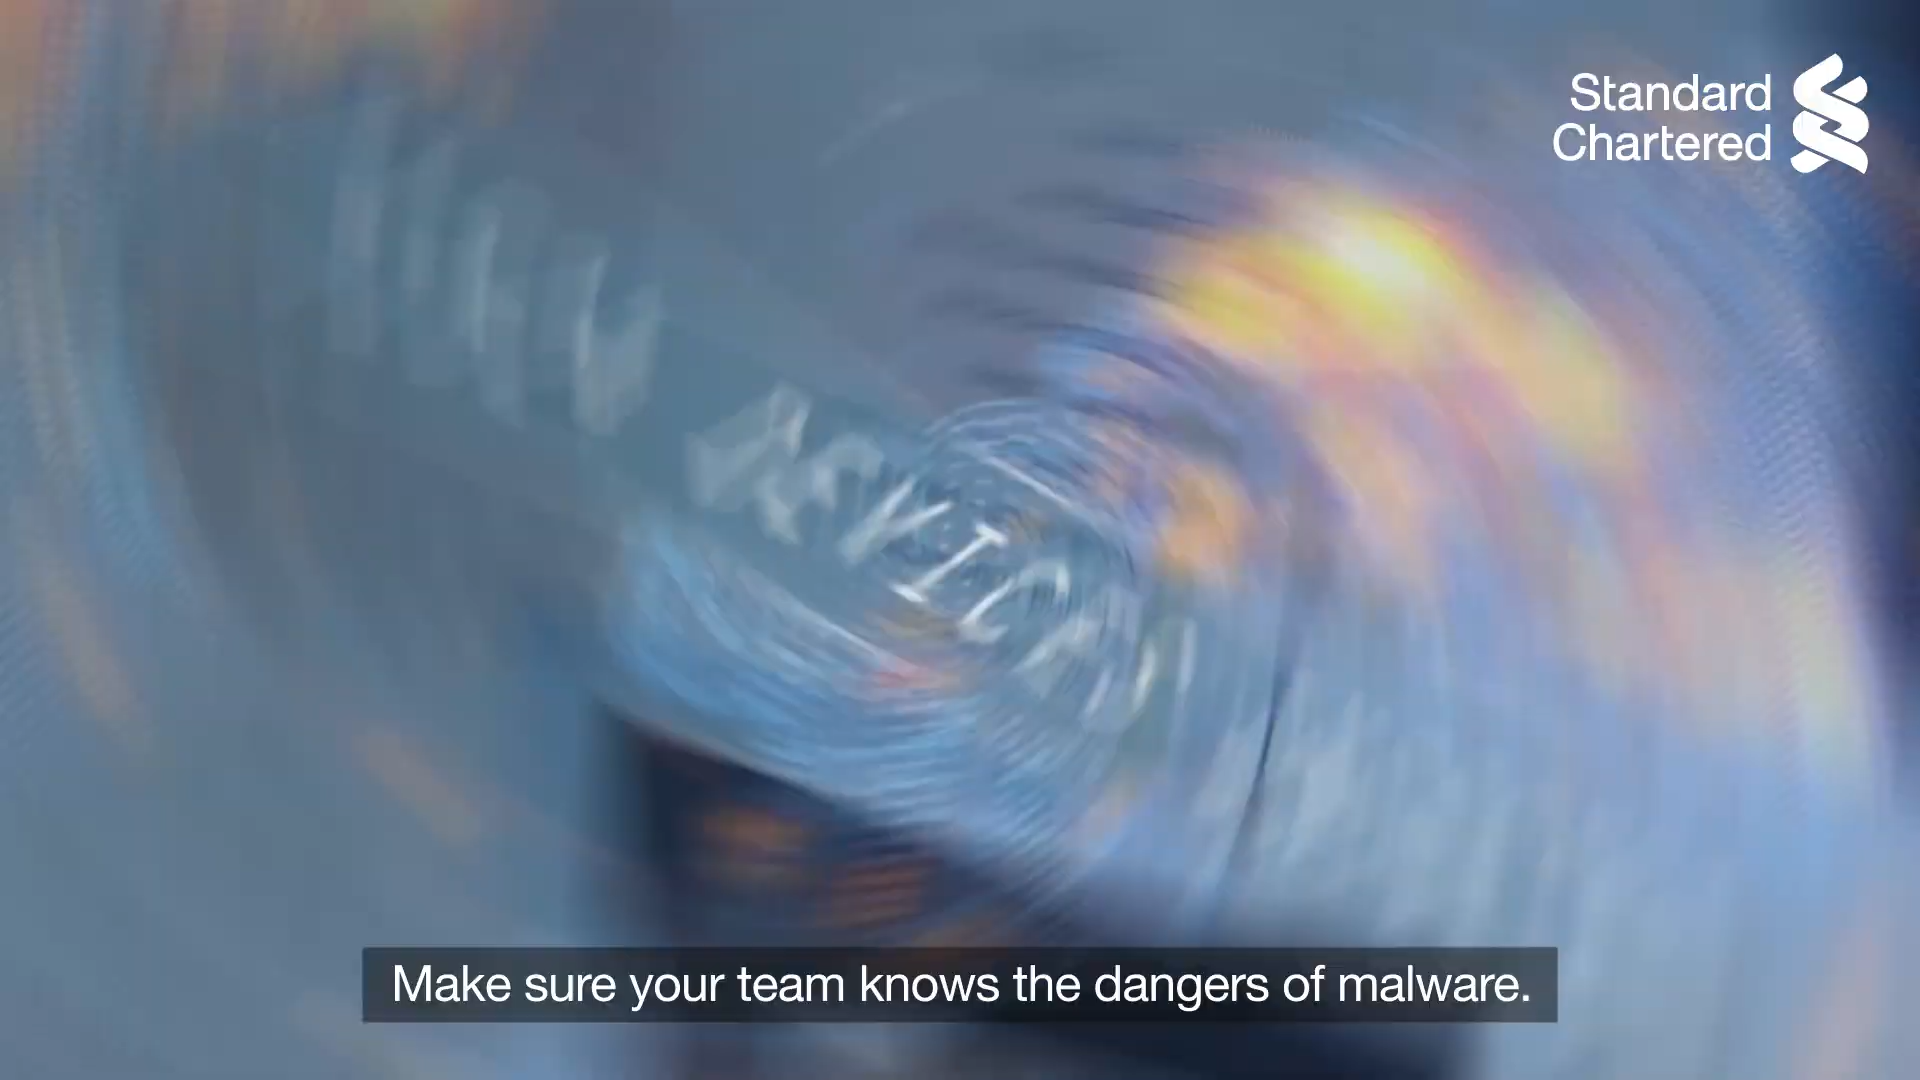 Standard
Chartered
Make sure your team knows the dangers of malware.